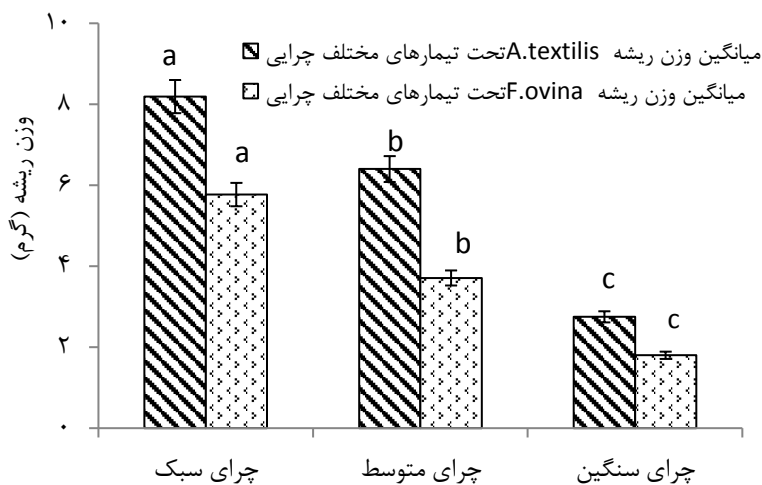 میانگین وزن ریشه A.textilis تحت تیمارهای مختلف چرایی
میانگین وزن ریشه F.ovina تحت تیمارهای مختلف چرایی
وزن ریشه (گرم)
۱۰
۸
۶
۴
۲
۰
a
a
b
b
c
c
چرای سبک
چرای متوسط
چرای سنگین